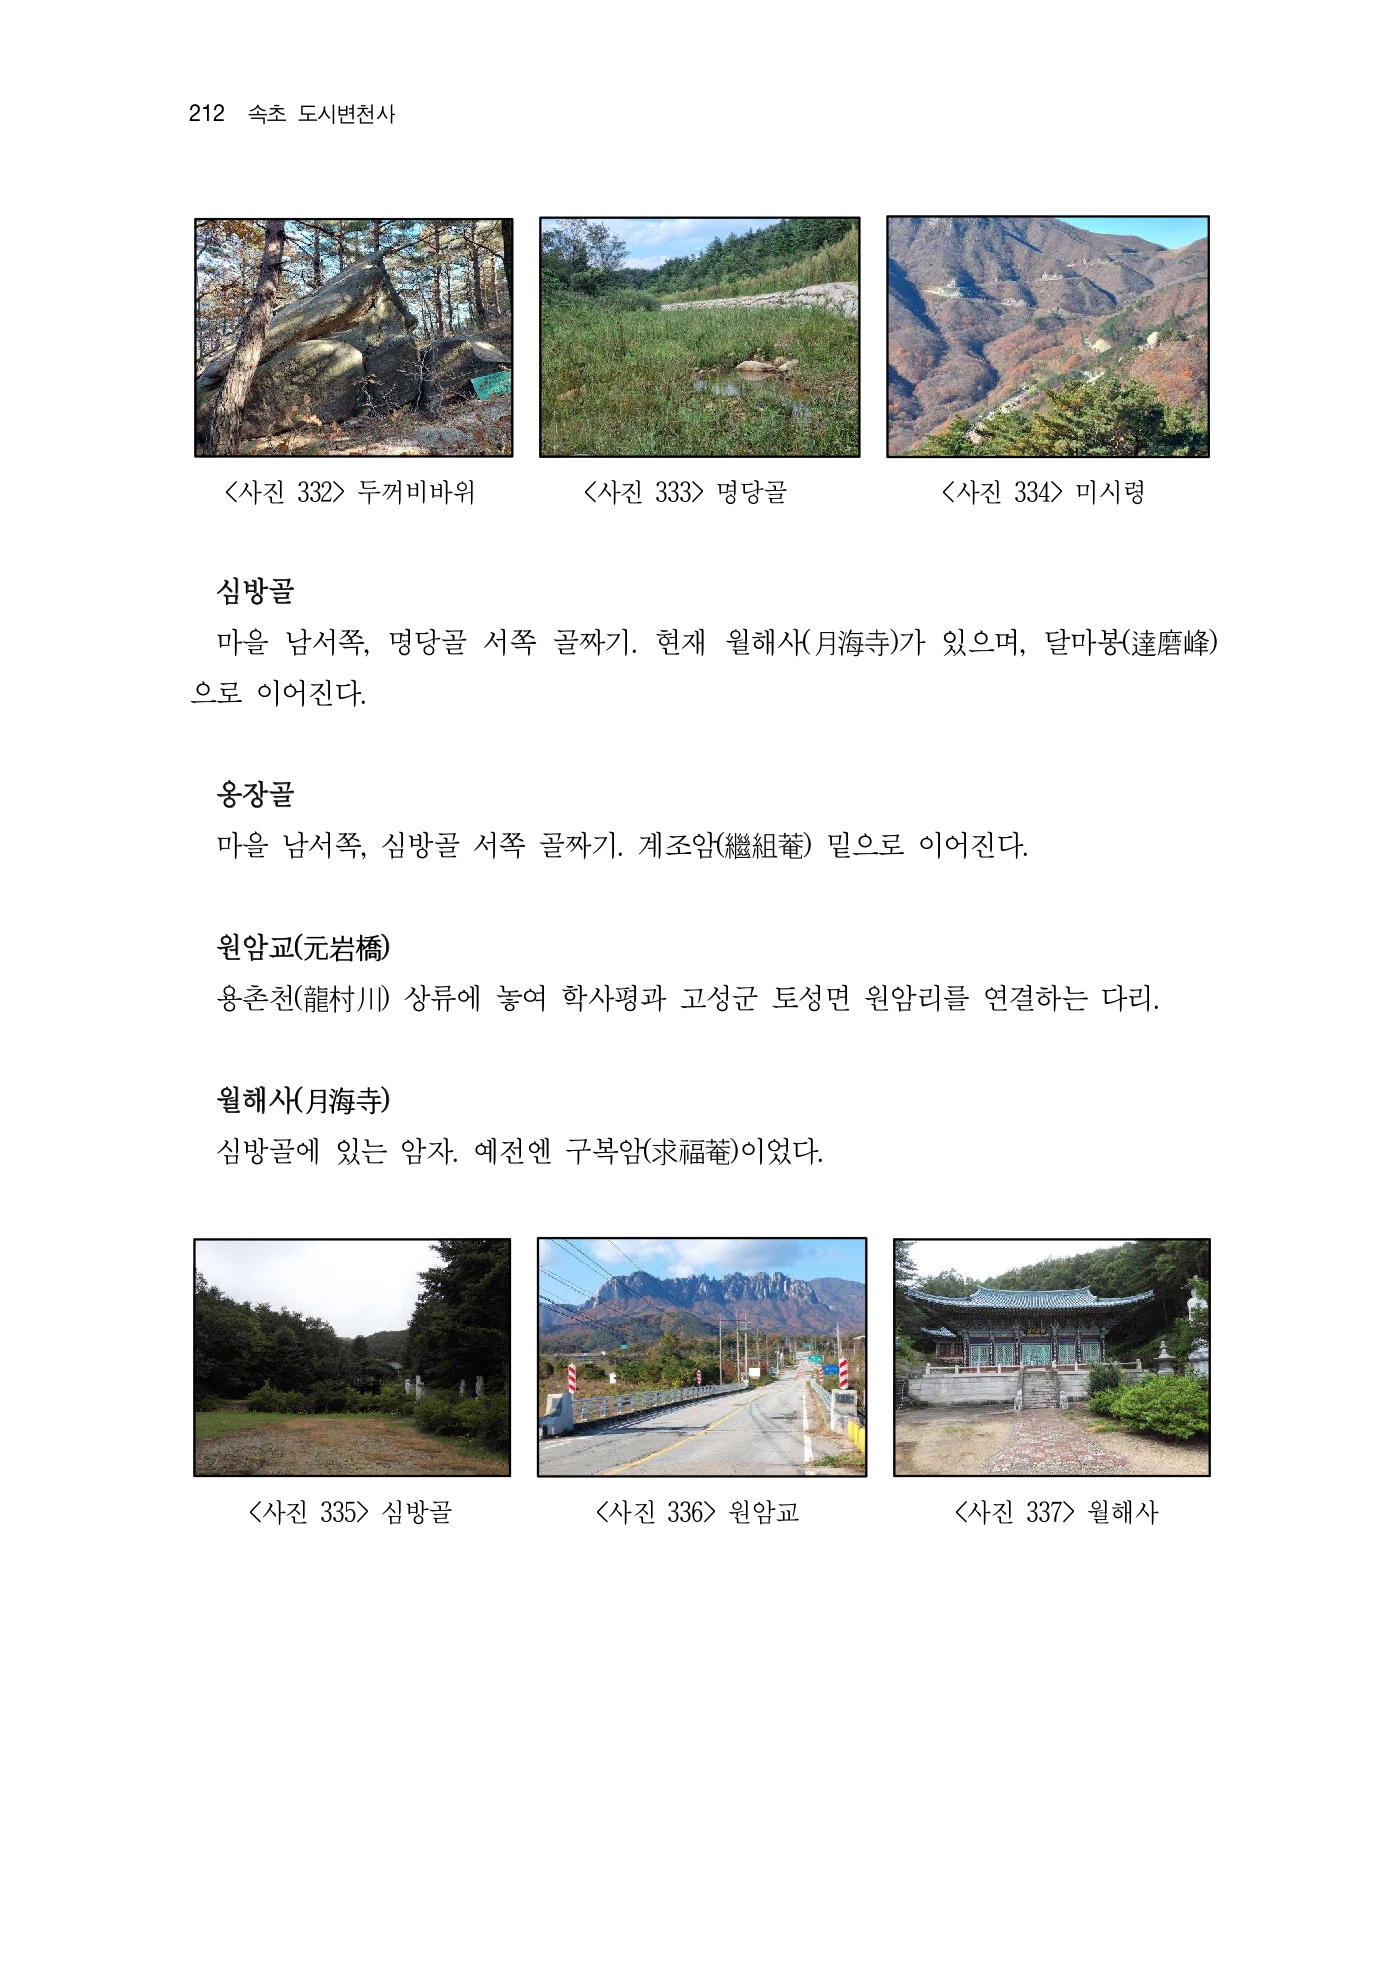 212 속초 도시변천사
<사진 332> 두꺼비바위
<사진 333> 명당골
<사진 334> 미시령
심방골
마을 남서쪽, 명당골 서쪽 골짜기. 현재 월해사(月海寺)가 있으며, 달마봉(達磨峰)
으로 이어진다.
옹장골
마을 남서쪽, 심방골 서쪽 골짜기. 계조암(繼組菴) 밑으로 이어진다.
원암교(元岩橋)
용촌천(龍村川) 상류에 놓여 학사평과 고성군 토성면 원암리를 연결하는 다리.
월해사(月海寺)
심방골에 있는 암자. 예전엔 구복암(求福菴)이었다.
<사진 335> 심방골
<사진 336> 원암교
<사진 337> 월해사